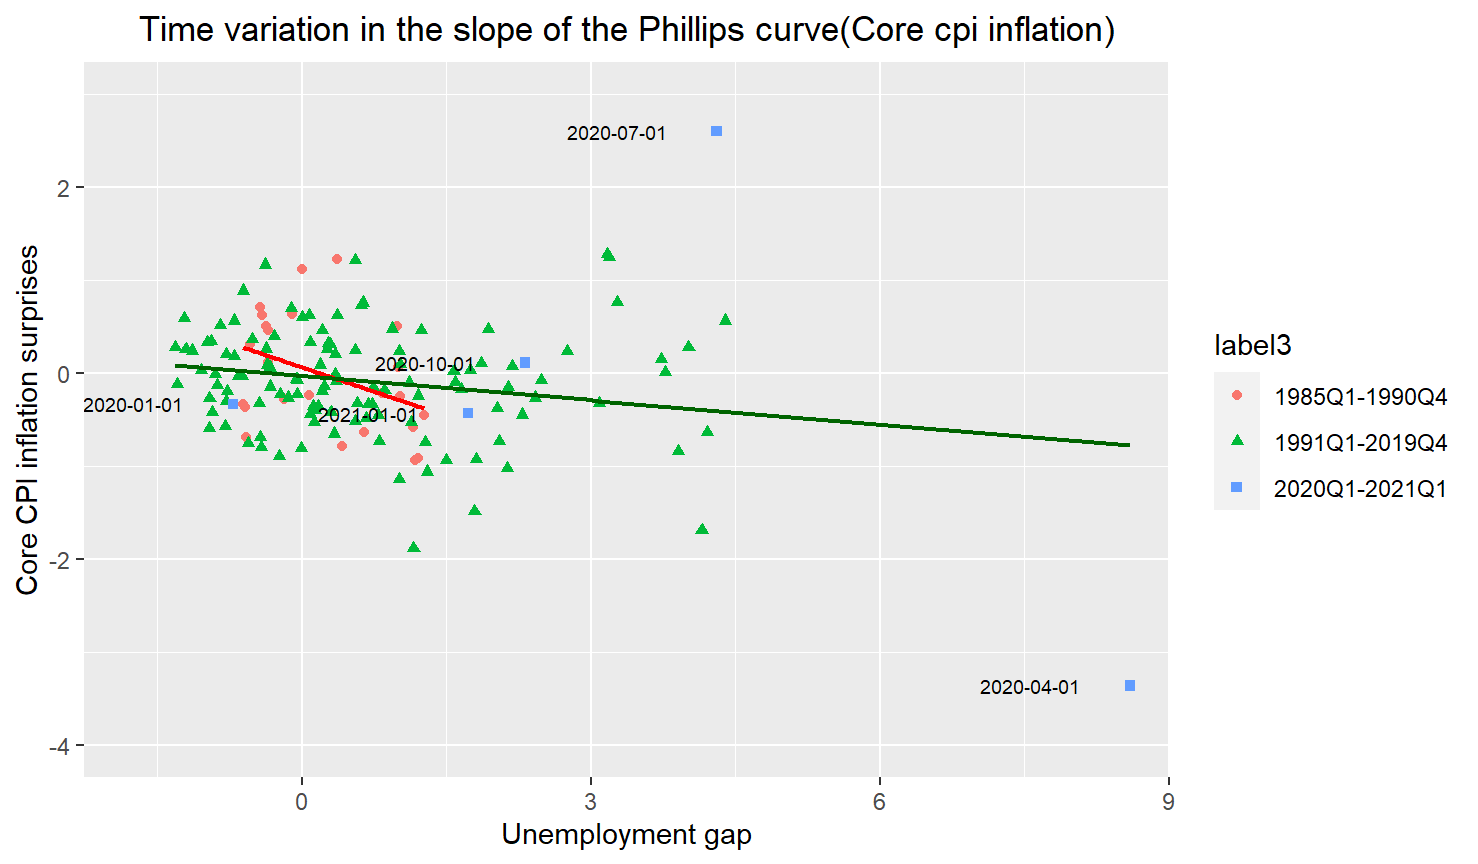 Time variation in the slope of the Phillips curve(Core cpi inflation)
Core CPI inflation surprises
2
0
-2
-4
2020-07-01
2020-10-01
2020-01-01
2021-01-01
2020-04-01
0
3
6
9
Unemployment gap
label3
1985Q1-1990Q4
1991Q1-2019Q4
2020Q1-2021Q1